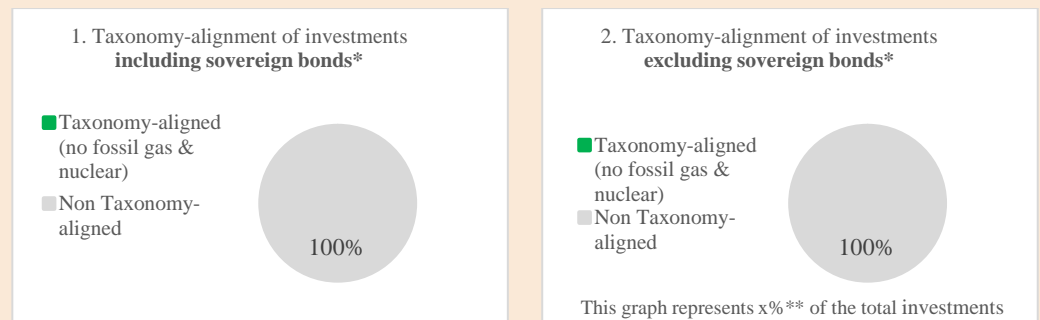 1. Taxonomy-alignment of investments
including sovereign bonds*
Taxonomy-aligned
(no fossil gas &
nuclear)
Non Taxonomy-
aligned
100%
2. Taxonomy-alignment of investments
excluding sovereign bonds*
Taxonomy-aligned
(no fossil gas &
nuclear)
Non Taxonomy-
aligned
100%
This graph represents x%** of the total investments